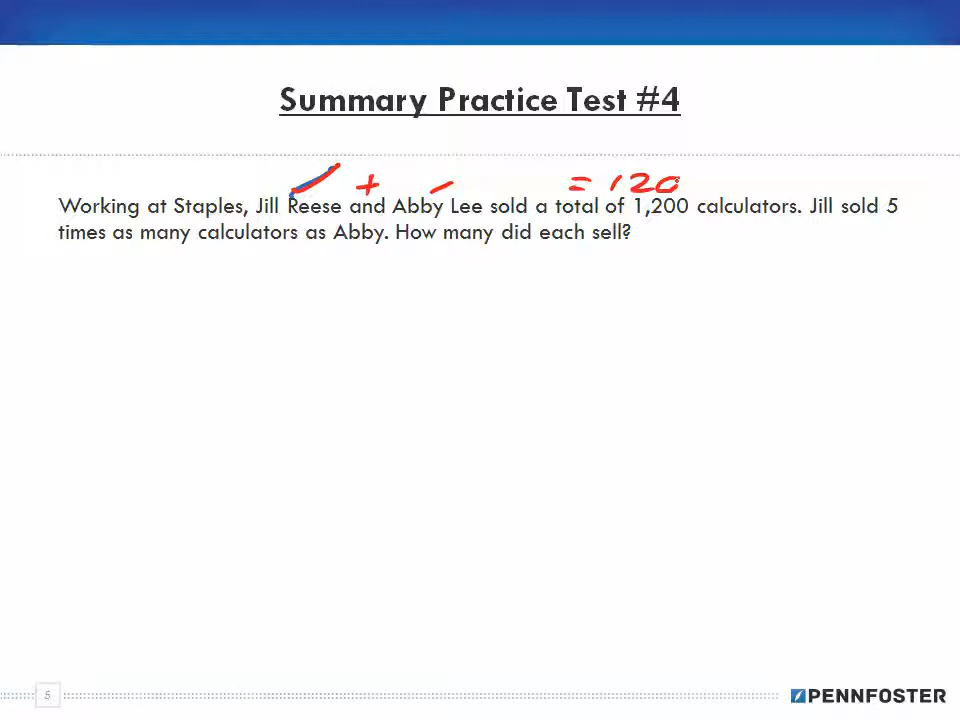 Summary Practice Test #4
+ = 120
Working at Staples, Jill Reese and Abby Lee sold a total of 1,200 calculators. Jill sold 5
times as many calculators as Abby. How many did each sell?
5
PENNFOSTER